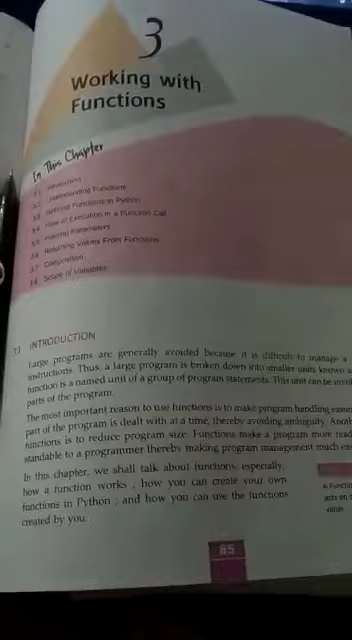 3
Working with
Functions
In This Chapter
3.1 Introduction
3.2 Understanding Functions
3.3 Defining Functions in Python
3.4 Flow of Execution in a Function Call
3.5 Passing Parameters
3.6 Returning Values From Functions
3.7 Composition
3.8 Scope of Variables
3.1 INTRODUCTION
Large programs are generally avoided because it is difficult to manage a
instructions. Thus, a large program is broken down into smaller units known a
function is a named unit of a group of program statements. This unit can be invo
parts of the program.
The most important reason to use functions is to make program handling easie
part of the program is dealt with at a time, thereby avoiding ambiguity. Anot
functions is to reduce program size. Functions make a program more read
standable to a programmer thereby making program management much eas
In this chapter, we shall talk about functions, especially,
how a function works ; how you can create your own
functions in Python ; and how you can use the functions
created by you.
A Functio
acts on
value.
85